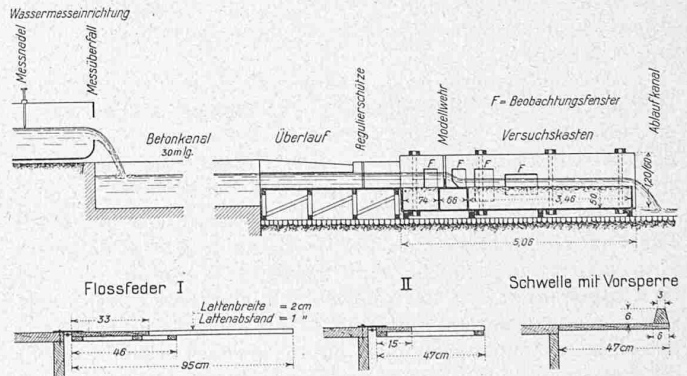 Wassermesseinrichtung
Messnadel
Messüberfall
Betonkanal
30 m lg.
Überlauf
Regulierschütze
Modellwehr
F = Beobachtungsfenster
Versuchskasten
Ablaufkanal
F F F F
74 66 3,46 50
120/60
5,06
Flossfeder I
Lattenbreite = 2 cm
Lattenabstand = 1 "
33
46
95 cm
II
15
47 cm
Schwelle mit Vorsperre
3
6
6
47 cm